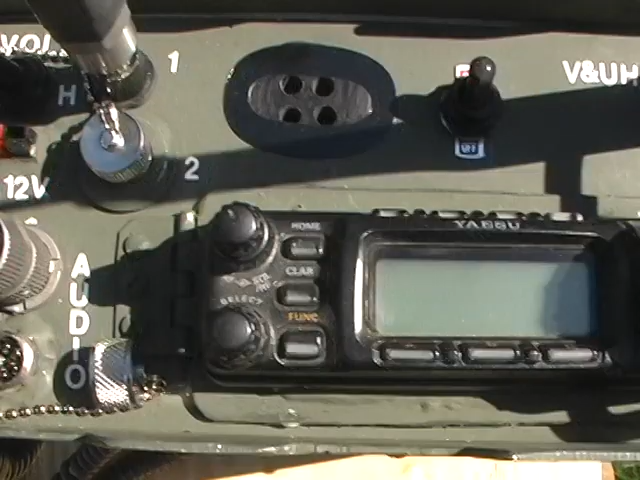 VOL
1
H
V&UH
2
12V
YAESU
HOME
CLAR
SELECT
FUNC
AUDIO